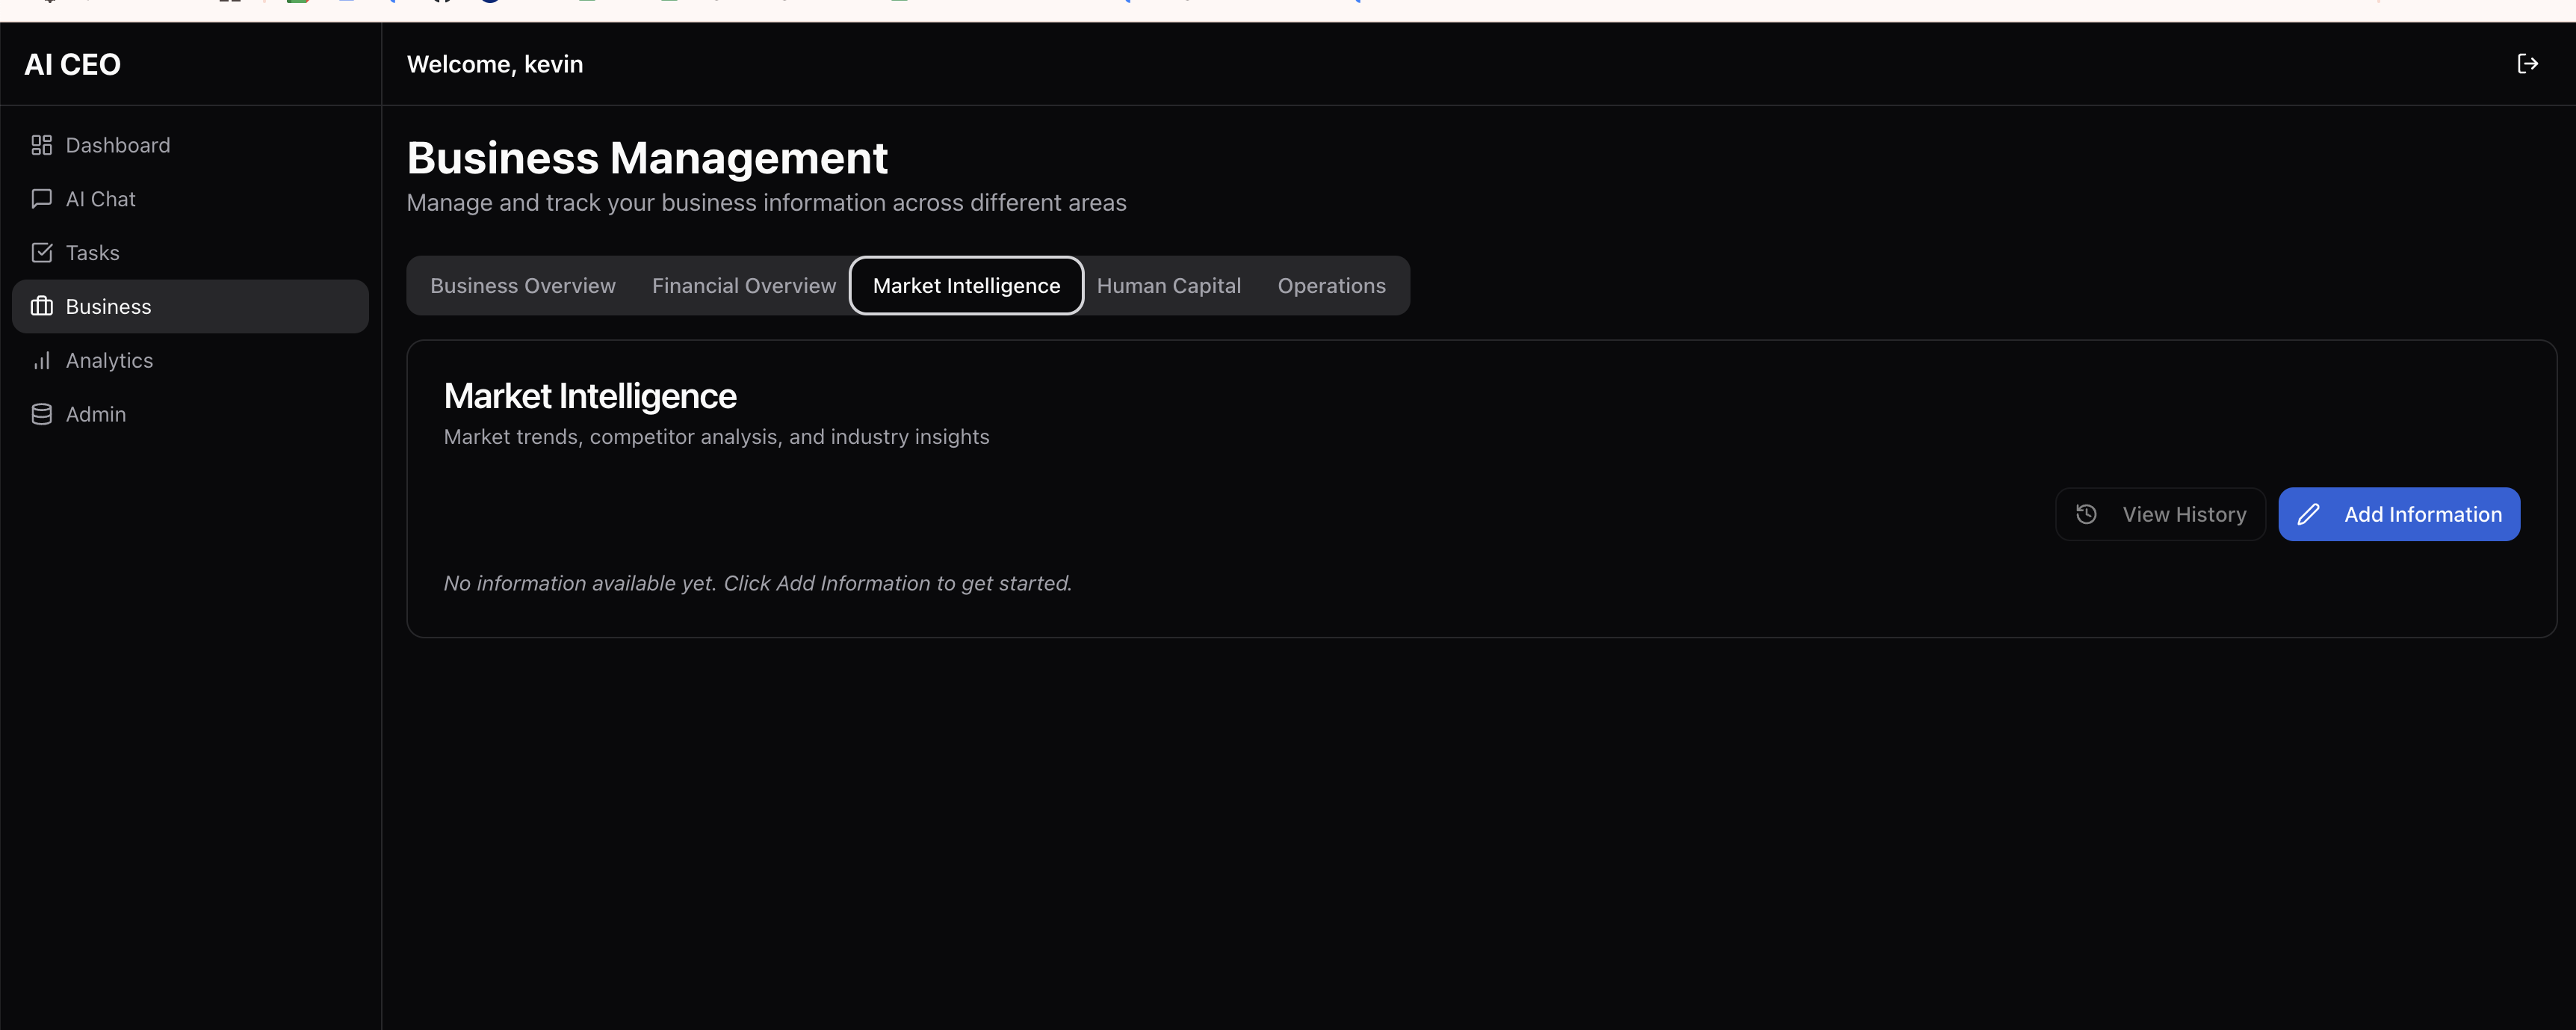 AI CEO
Welcome, kevin
Dashboard
AI Chat
Tasks
Business
Analytics
Admin
Business Management
Manage and track your business information across different areas
Business Overview
Financial Overview
Market Intelligence
Human Capital
Operations
Market Intelligence
Market trends, competitor analysis, and industry insights
View History
Add Information
No information available yet. Click Add Information to get started.